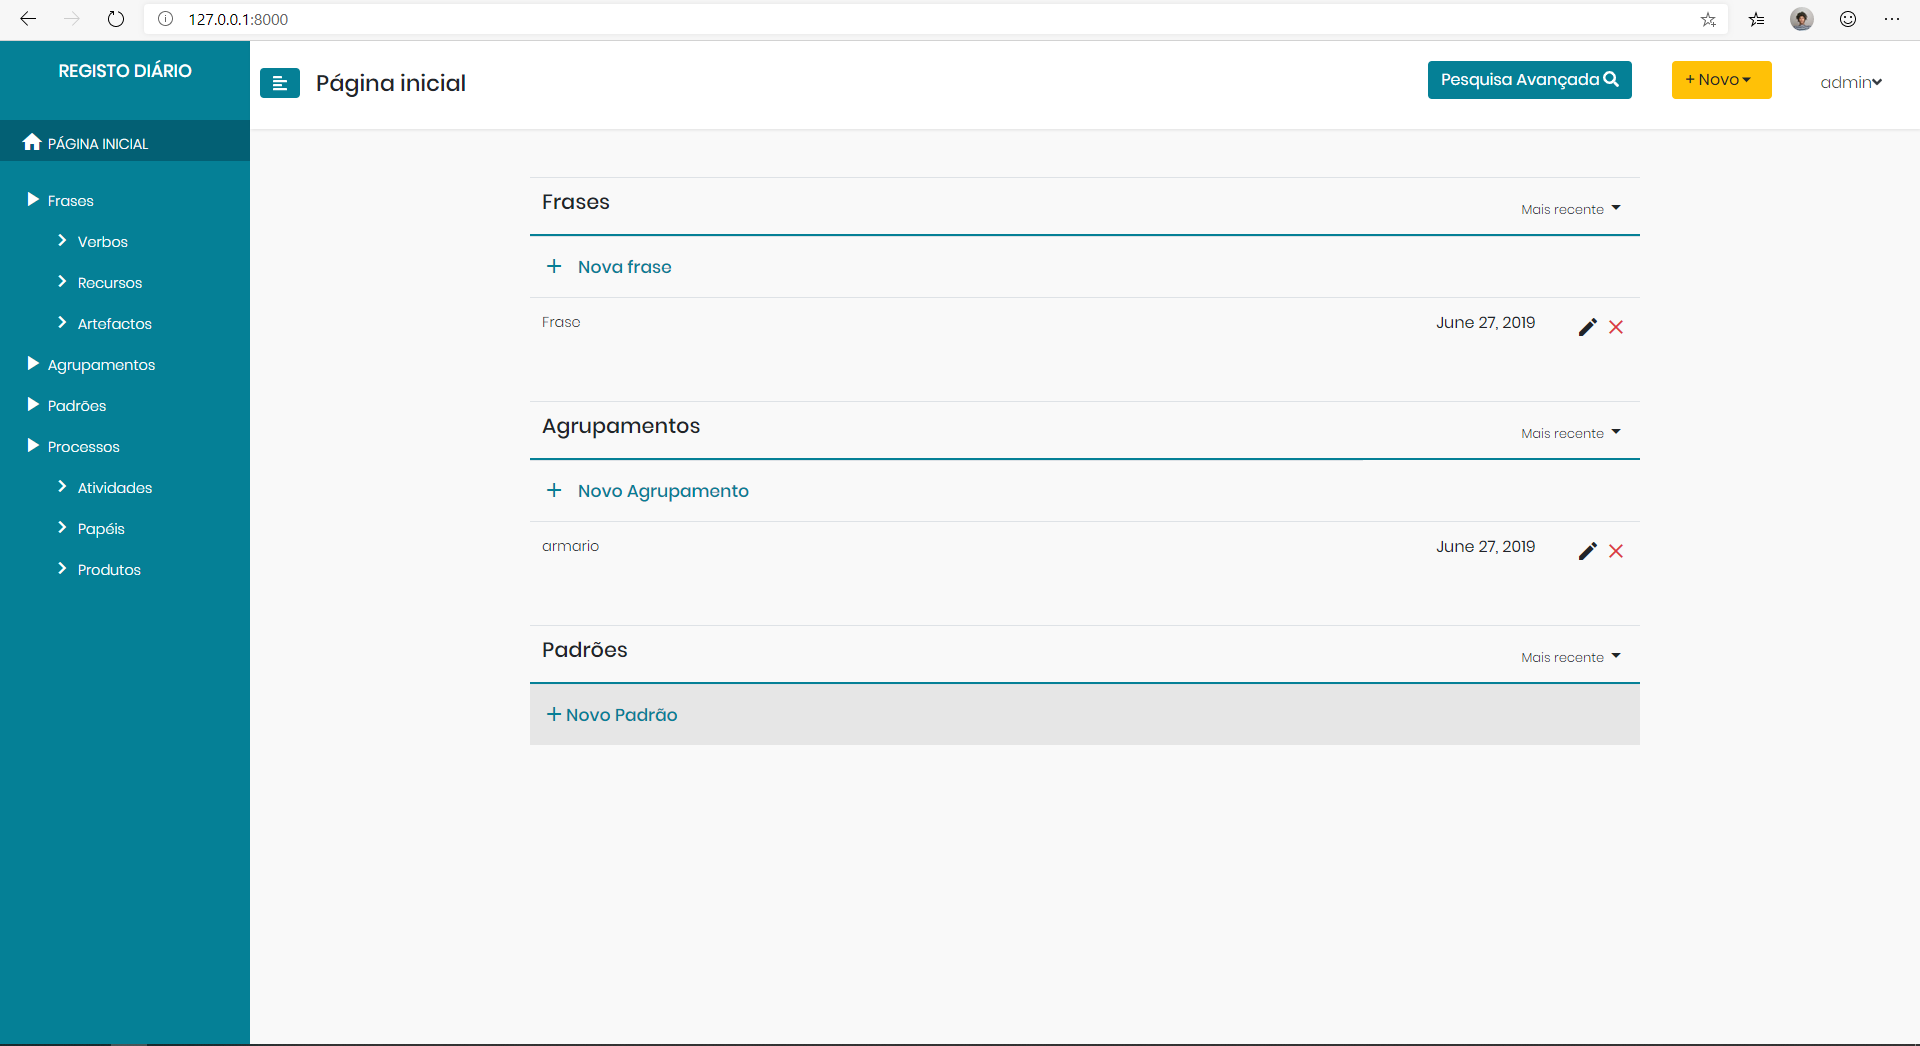 127.0.0.1:8000
REGISTO DIÁRIO
Página inicial
Pesquisa Avançada
+ Novo
admin
PÁGINA INICIAL
Frases
Verbos
Recursos
Artefactos
Agrupamentos
Padrões
Processos
Atividades
Papéis
Produtos
Frases
Mais recente
+ Nova frase
Frase
June 27, 2019
Agrupamentos
Mais recente
+ Novo Agrupamento
armario
June 27, 2019
Padrões
Mais recente
+ Novo Padrão